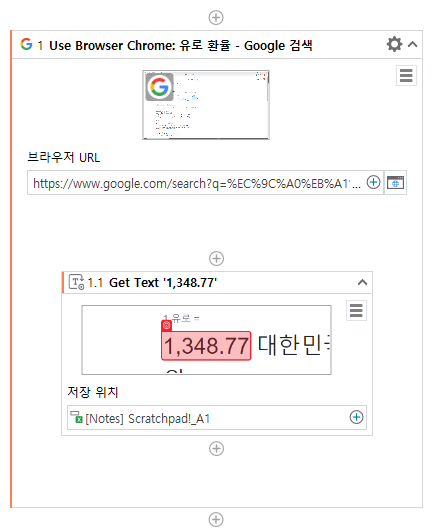 1 Use Browser Chrome: 유로 환율 - Google 검색
브라우저 URL
https://www.google.com/search?q=%EC%9C%A0%EB%A1%...
1.1 Get Text '1,348.77'
1 유로 =
1,348.77 대한민국
저장 위치
[Notes] Scratchpad!_A1